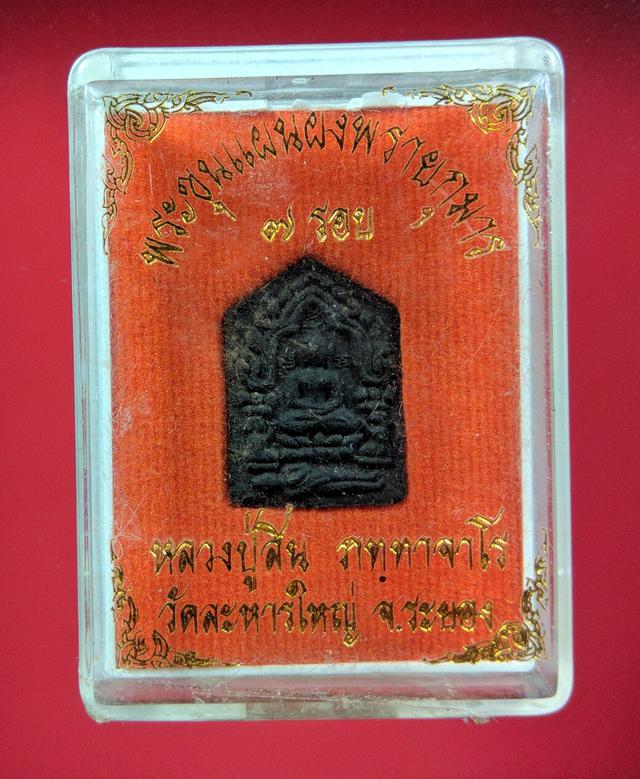 พระขุนแผนผงพรายกุมาร
๗ รอบ
หลวงปู่สิน ภทฺทาจาโร
วัดละหารใหญ่ จ.ระยอง